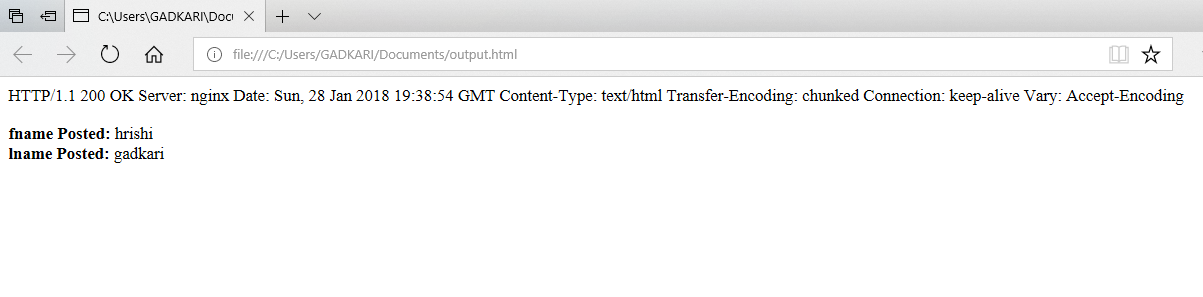 C:\Users\GADKARI\Docu
file:///C:/Users/GADKARI/Documents/output.html
HTTP/1.1 200 OK Server: nginx Date: Sun, 28 Jan 2018 19:38:54 GMT Content-Type: text/html Transfer-Encoding: chunked Connection: keep-alive Vary: Accept-Encoding
fname Posted: hrishi
lname Posted: gadkari